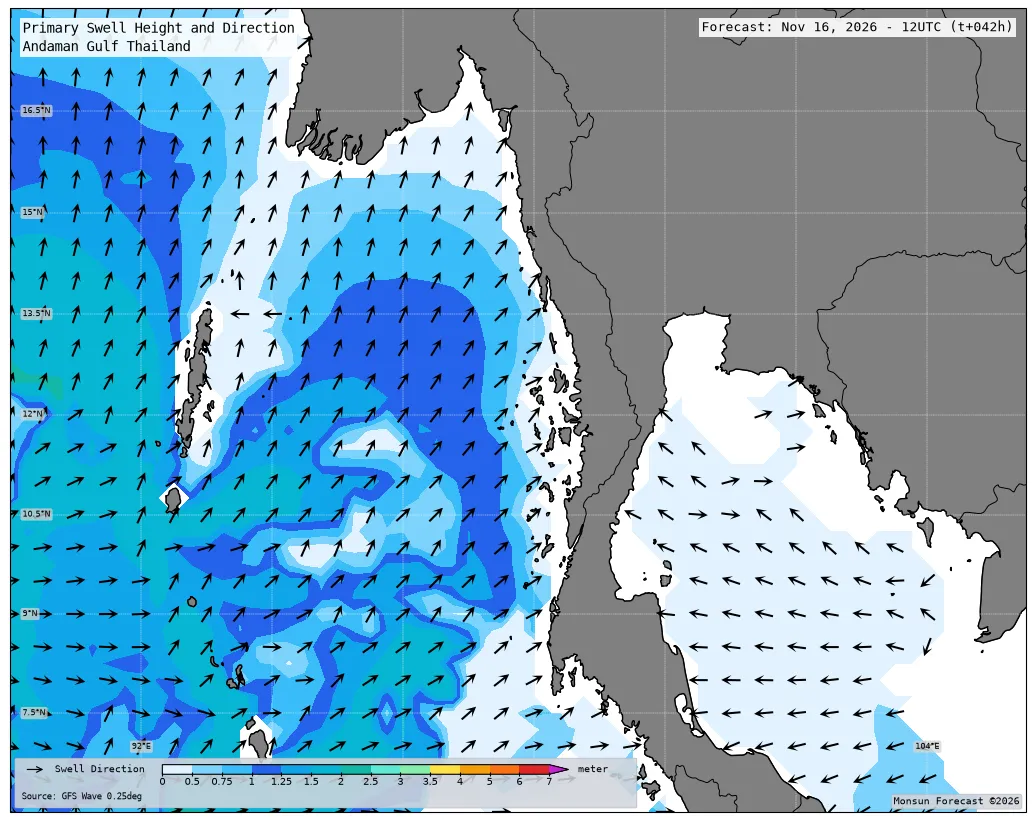 Primary Swell Height and Direction
Andaman Gulf Thailand
Forecast: Nov 16, 2026 - 12UTC (t+042h)
16.5°N
15°N
13.5°N
12°N
10.5°N
9°N
7.5°N
92°E
104°E
Swell Direction
meter
0 0.5 0.75 1 1.25 1.5 2 2.5 3 3.5 4 5 6 7
Source: GFS Wave 0.25deg
Monsun Forecast ©2026